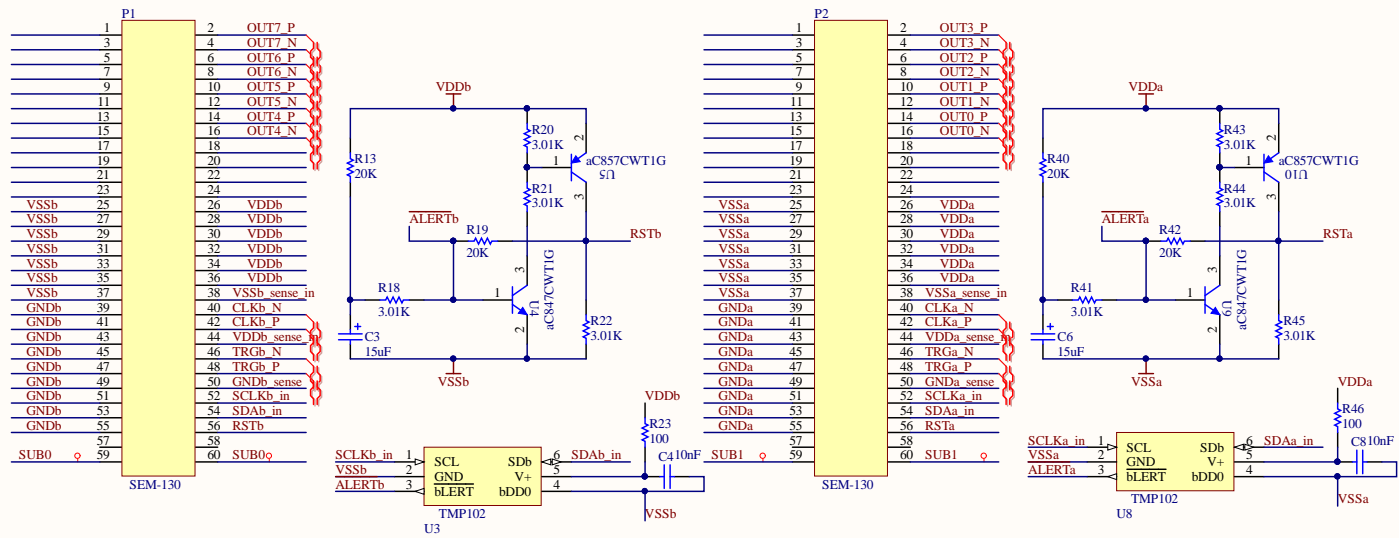 P1
1 2 OUT7_P
3 4 OUT7_N
5 6 OUT6_P
7 8 OUT6_N
9 10 OUT5_P
11 12 OUT5_N
13 14 OUT4_P
15 16 OUT4_N
17 18
19 20
21 22
23 24
VSSb 25 26 VDDb
VSSb 27 28 VDDb
VSSb 29 30 VDDb
VSSb 31 32 VDDb
VSSb 33 34 VDDb
VSSb 35 36 VDDb
VSSb 37 38 VSSb_sense_in
GNDb 39 40 CLKb_N
GNDb 41 42 CLKb_P
GNDb 43 44 VDDb_sense_in
GNDb 45 46 TRGb_N
GNDb 47 48 TRGb_P
GNDb 49 50 GNDb_sense
GNDb 51 52 SCLKb_in
GNDb 53 54 SDAb_in
GNDb 55 56 RSTb
57 58
SUB0 59 60 SUB0
SEM-130
VDDb
R13
20K
R20
3.01K
2
1
aC857CWT1G
U5
3
R21
3.01K
ALERTb
R19
20K
RSTb
3
R18
3.01K
1
U4
aC847CWT1G
2
R22
3.01K
+
C3
15uF
VSSb
VDDb
R23
100
C4 10nF
SCLKb_in 1 SCL SDb 6 SDAb_in
VSSb 2 GND V+ 5
ALERTb 3 bLERT bDD0 4
TMP102
U3
VSSb
P2
1 2 OUT3_P
3 4 OUT3_N
5 6 OUT2_P
7 8 OUT2_N
9 10 OUT1_P
11 12 OUT1_N
13 14 OUT0_P
15 16 OUT0_N
17 18
19 20
21 22
23 24
VSSa 25 26 VDDa
VSSa 27 28 VDDa
VSSa 29 30 VDDa
VSSa 31 32 VDDa
VSSa 33 34 VDDa
VSSa 35 36 VDDa
VSSa 37 38 VSSa_sense_in
GNDa 39 40 CLKa_N
GNDa 41 42 CLKa_P
GNDa 43 44 VDDa_sense_in
GNDa 45 46 TRGa_N
GNDa 47 48 TRGa_P
GNDa 49 50 GNDa_sense
GNDa 51 52 SCLKa_in
GNDa 53 54 SDAa_in
GNDa 55 56 RSTa
57 58
SUB1 59 60 SUB1
SEM-130
VDDa
R40
20K
R43
3.01K
2
1
aC857CWT1G
U10
3
R44
3.01K
ALERTa
R42
20K
RSTa
3
R41
3.01K
1
U9
aC847CWT1G
2
R45
3.01K
+
C6
15uF
VSSa
VDDa
R46
100
C8 10nF
SCLKa_in 1 SCL SDb 6 SDAa_in
VSSa 2 GND V+ 5
ALERTa 3 bLERT bDD0 4
TMP102
U8
VSSa